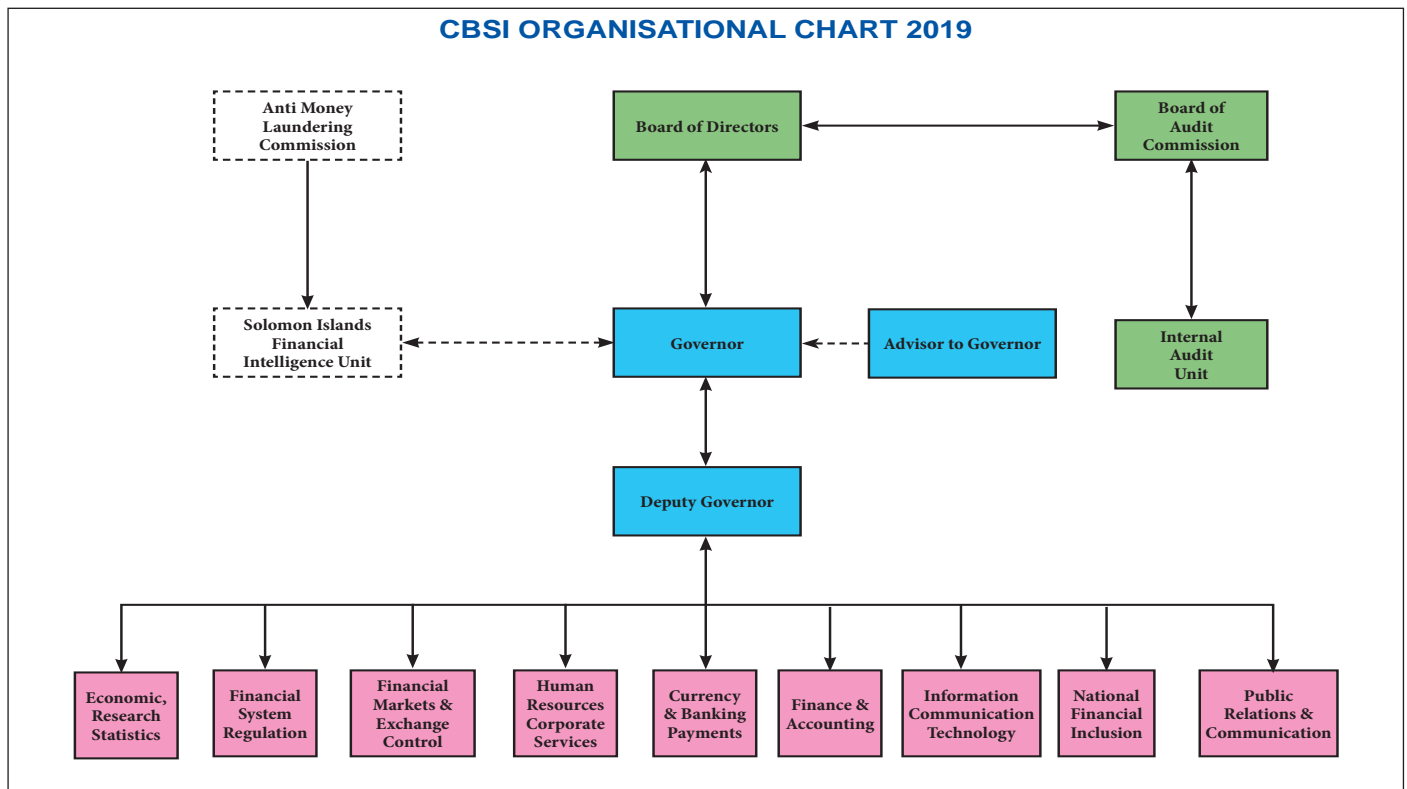 CBSI ORGANISATIONAL CHART 2019
Anti Money
Laundering
Commission
Board of Directors
Board of
Audit
Commission
Solomon Islands
Financial
Intelligence Unit
Governor
Advisor to Governor
Internal
Audit
Unit
Deputy Governor
Economic,
Research
Statistics
Financial
System
Regulation
Financial
Markets &
Exchange
Control
Human
Resources
Corporate
Services
Currency
& Banking
Payments
Finance &
Accounting
Information
Communication
Technology
National
Financial
Inclusion
Public
Relations &
Communication